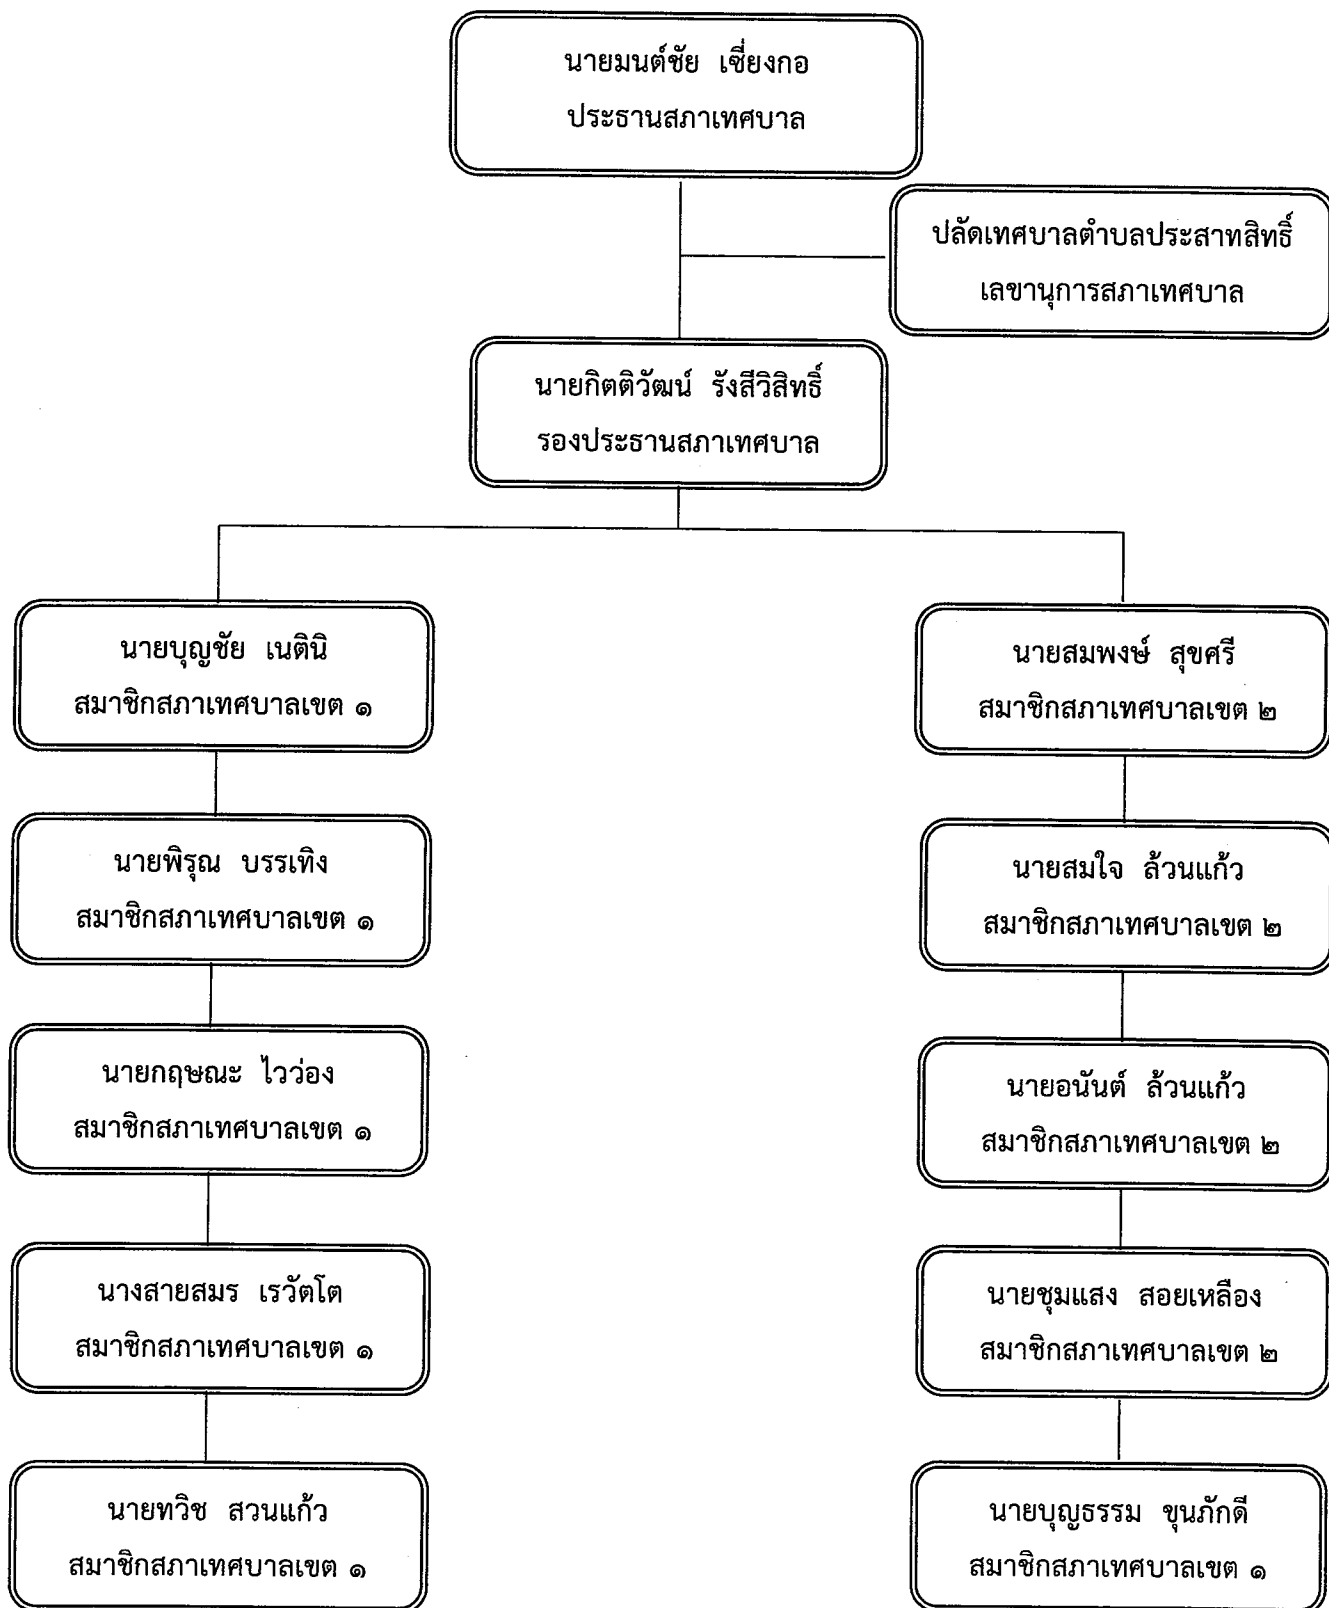 นายมนต์ชัย เซี่ยงกอ
ประธานสภาเทศบาล
ปลัดเทศบาลตำบลประสาทสิทธิ์
เลขานุการสภาเทศบาล
นายกิตติวัฒน์ รังสีวิสิทธิ์
รองประธานสภาเทศบาล
นายบุญชัย เนตินิ
สมาชิกสภาเทศบาลเขต ๑
นายพิรุณ บรรเทิง
สมาชิกสภาเทศบาลเขต ๑
นายกฤษณะ ไวว่อง
สมาชิกสภาเทศบาลเขต ๑
นางสายสมร เรวัตโต
สมาชิกสภาเทศบาลเขต ๑
นายทวิช สวนแก้ว
สมาชิกสภาเทศบาลเขต ๑
นายสมพงษ์ สุขศรี
สมาชิกสภาเทศบาลเขต ๒
นายสมใจ ล้วนแก้ว
สมาชิกสภาเทศบาลเขต ๒
นายอนันต์ ล้วนแก้ว
สมาชิกสภาเทศบาลเขต ๒
นายชุมแสง สอยเหลือง
สมาชิกสภาเทศบาลเขต ๒
นายบุญธรรม ขุนภักดี
สมาชิกสภาเทศบาลเขต ๑